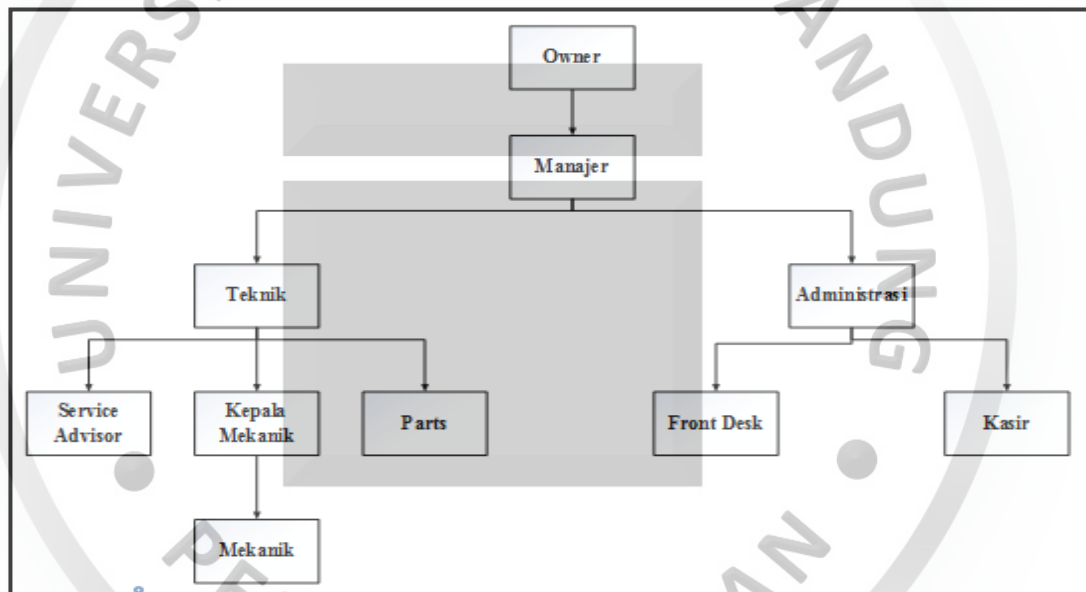 Owner
Manajer
Teknik
Administrasi
Service
Advisor
Kepala
Mekanik
Parts
Front Desk
Kasir
Mekanik